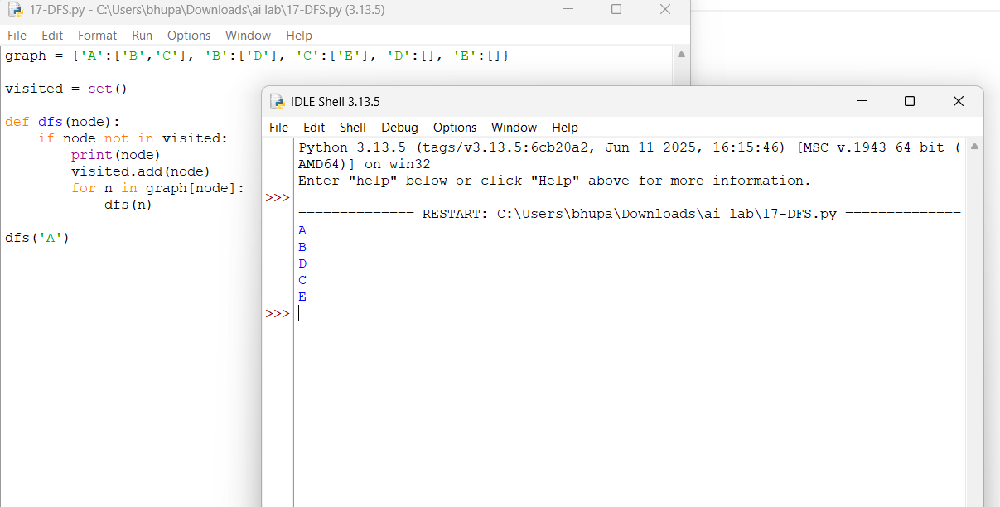 17-DFS.py - C:\Users\bhupa\Downloads\ai lab\17-DFS.py (3.13.5)
File Edit Format Run Options Window Help
graph = {'A':['B','C'], 'B':['D'], 'C':['E'], 'D':[], 'E':[]}
visited = set()
def dfs(node):
    if node not in visited:
        print(node)
        visited.add(node)
        for n in graph[node]:
            dfs(n)
dfs('A')
IDLE Shell 3.13.5
File Edit Shell Debug Options Window Help
Python 3.13.5 (tags/v3.13.5:6cb20a2, Jun 11 2025, 16:15:46) [MSC v.1943 64 bit (
AMD64)] on win32
Enter "help" below or click "Help" above for more information.
>>>
============== RESTART: C:\Users\bhupa\Downloads\ai lab\17-DFS.py ==============
A
B
D
C
E
>>>